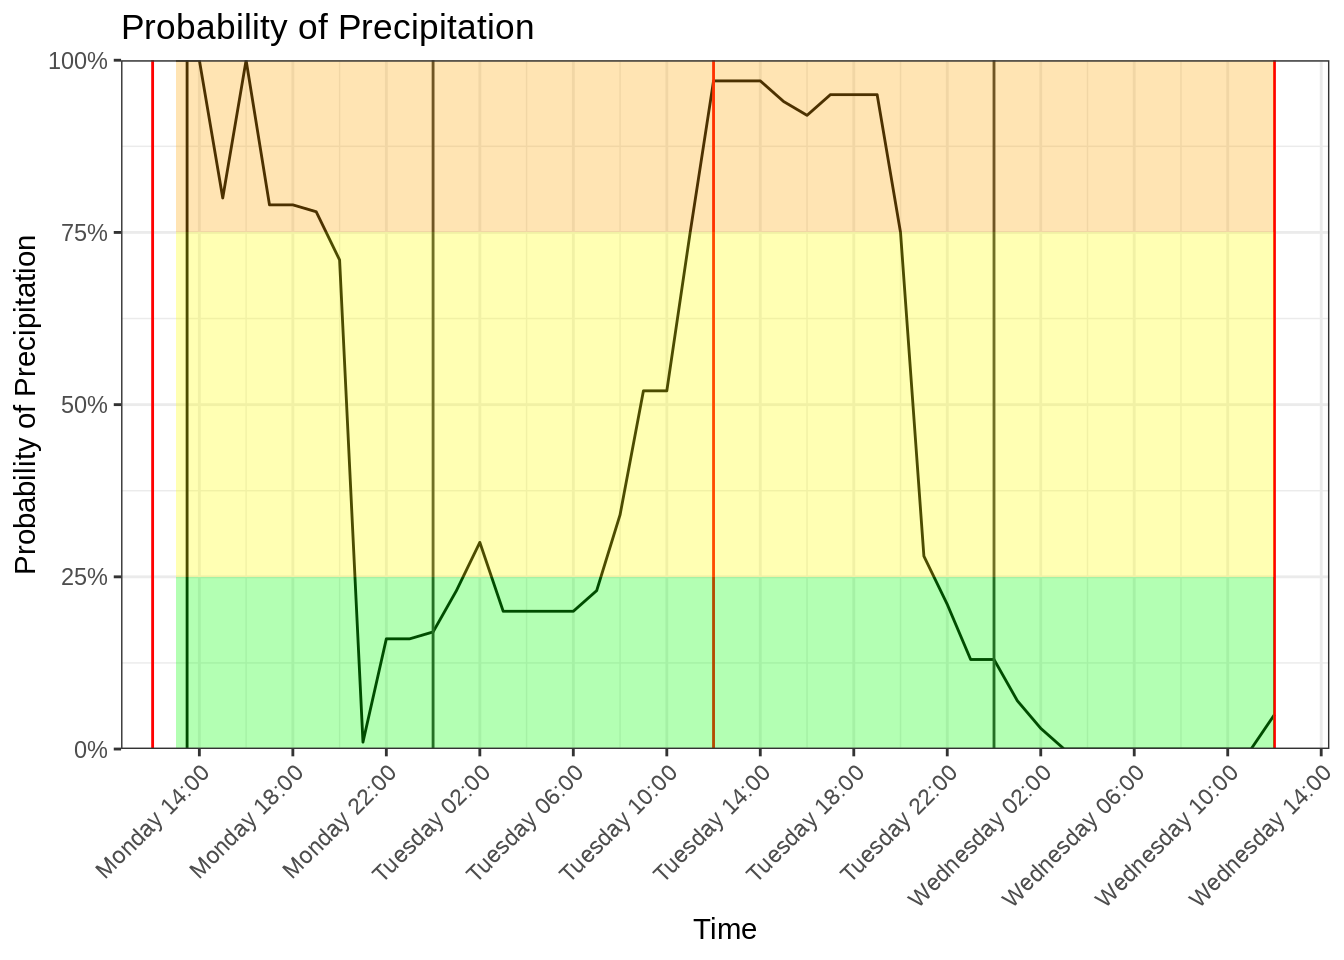 Probability of Precipitation
Probability of Precipitation
100%
75%
50%
25%
0%
Monday 14:00
Monday 18:00
Monday 22:00
Tuesday 02:00
Tuesday 06:00
Tuesday 10:00
Tuesday 14:00
Tuesday 18:00
Tuesday 22:00
Wednesday 02:00
Wednesday 06:00
Wednesday 10:00
Wednesday 14:00
Time